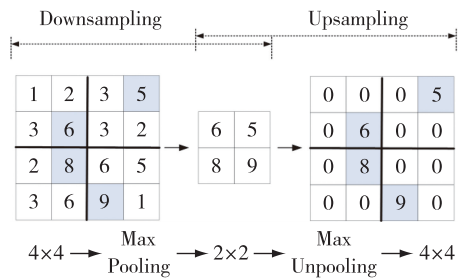 Downsampling Upsampling
1 2 3 5 0 0 0 5
3 6 3 2 6 5 0 6 0 0
2 8 6 5 8 9 0 8 0 0
3 6 9 1 0 0 9 0
4×4 Max Pooling 2×2 Max Unpooling 4×4